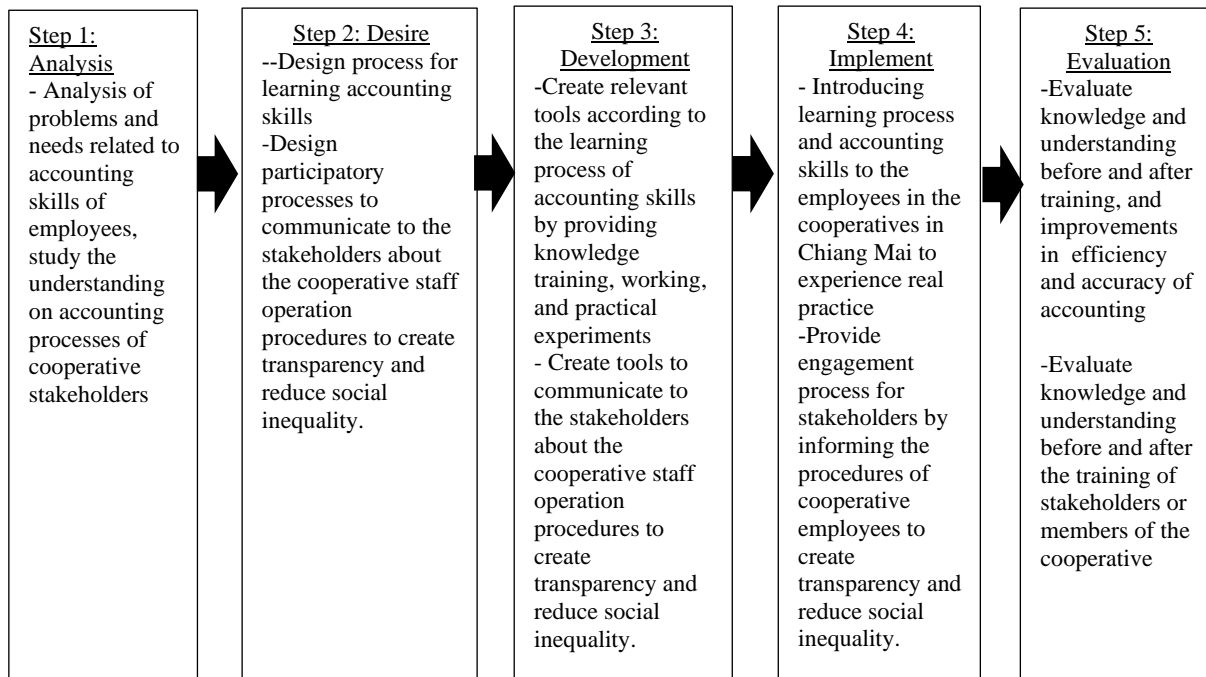 Step 1:
Analysis
- Analysis of
problems and
needs related to
accounting
skills of
employees,
study the
understanding
on accounting
processes of
cooperative
stakeholders
Step 2: Desire
--Design process for
learning accounting
skills
-Design
participatory
processes to
communicate to the
stakeholders about
the cooperative staff
operation
procedures to create
transparency and
reduce social
inequality.
Step 3:
Development
-Create relevant
tools according to
the learning
process of
accounting skills
by providing
knowledge
training, working,
and practical
experiments
- Create tools to
communicate to
the stakeholders
about the
cooperative staff
operation
procedures to
create
transparency and
reduce social
inequality.
Step 4:
Implement
- Introducing
learning process
and accounting
skills to the
employees in the
cooperatives in
Chiang Mai to
experience real
practice
-Provide
engagement
process for
stakeholders by
informing the
procedures of
cooperative
employees to
create
transparency and
reduce social
inequality.
Step 5:
Evaluation
-Evaluate
knowledge and
understanding
before and after
training, and
improvements
in efficiency
and accuracy of
accounting
-Evaluate
knowledge and
understanding
before and after
the training of
stakeholders or
members of the
cooperative